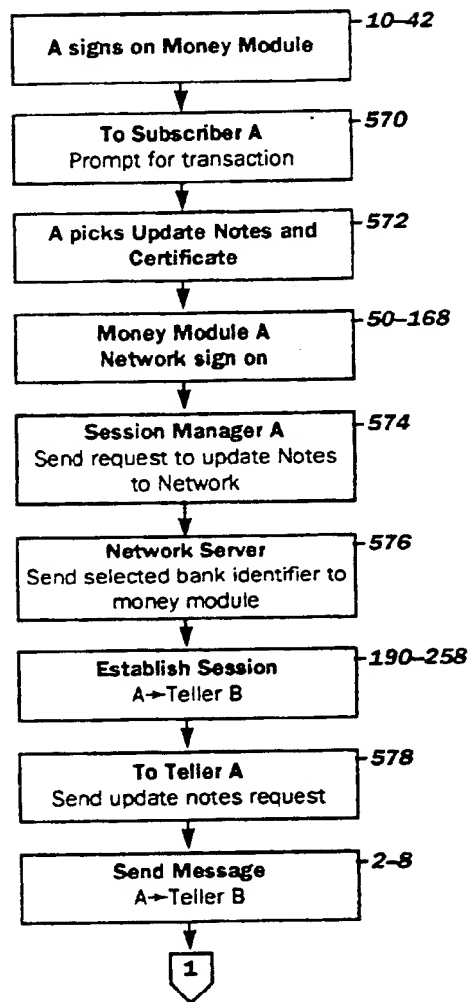 A signs on Money Module
10–42
To Subscriber A
Prompt for transaction
570
A picks Update Notes and
Certificate
572
Money Module A
Network sign on
50–168
Session Manager A
Send request to update Notes
to Network
574
Network Server
Send selected bank identifier to
money module
576
Establish Session
A→Teller B
190–258
To Teller A
Send update notes request
578
Send Message
A→Teller B
2–8
1